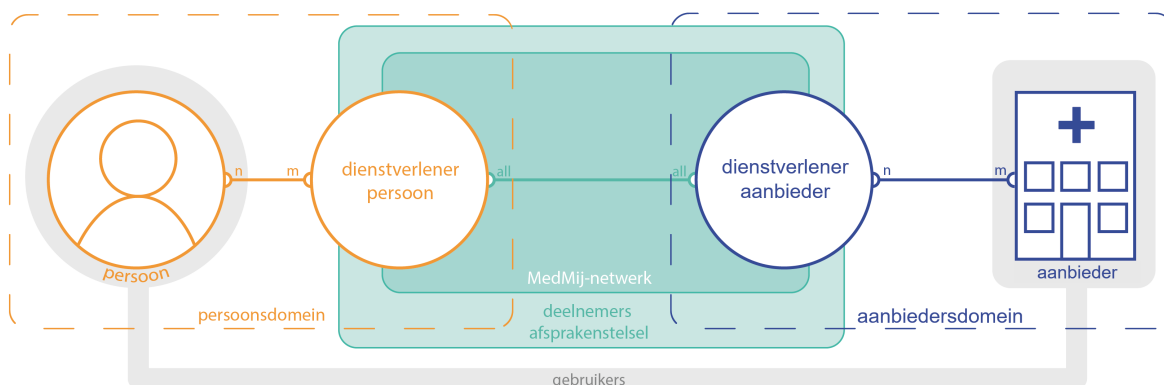 n
m
dienstverlener
persoon
all
all
dienstverlener
aanbieder
n
m
persoon
aanbieder
MedMij-netwerk
persoonsdomein
deelnemers
afsprakenstelsel
aanbiedersdomein
gebruikers